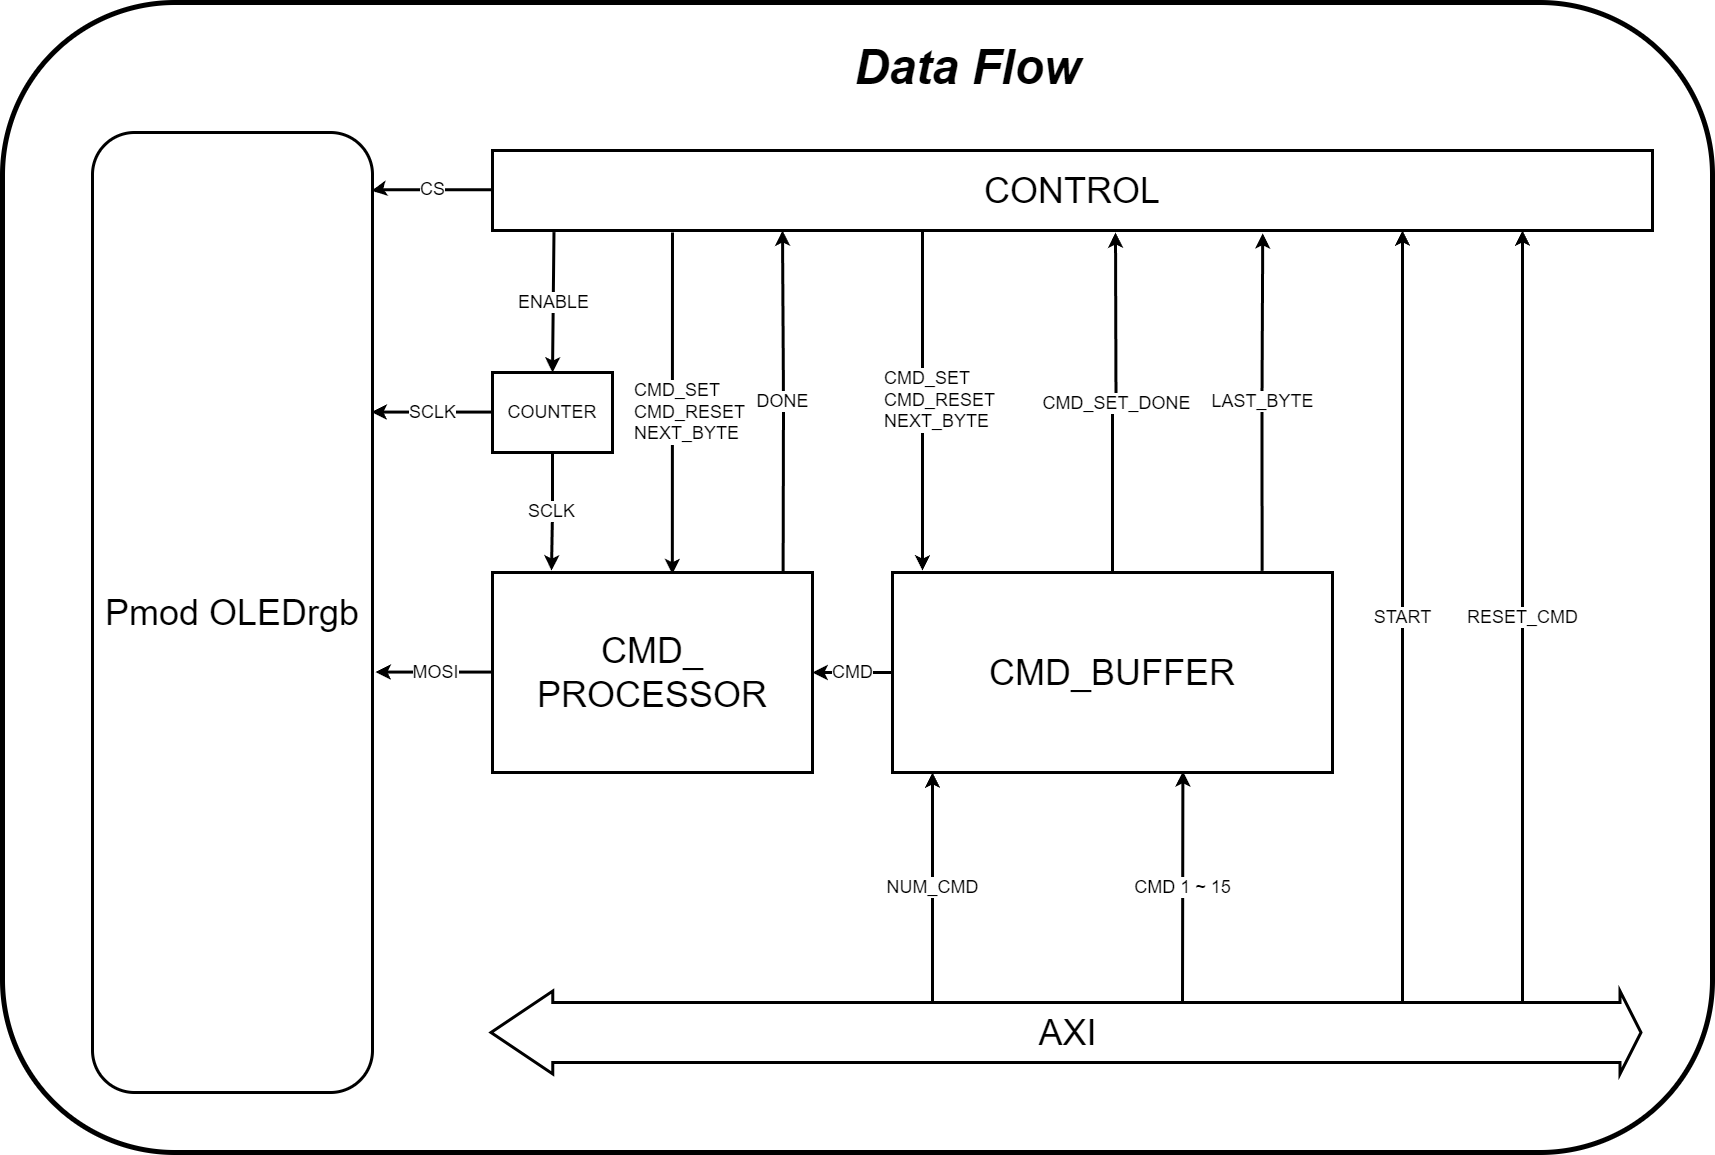 Data Flow
CONTROL
CS
ENABLE
CMD_SET
CMD_RESET
NEXT_BYTE
DONE
CMD_SET
CMD_RESET
NEXT_BYTE
CMD_SET_DONE
LAST_BYTE
SCLK
COUNTER
SCLK
Pmod OLEDrgb
START
RESET_CMD
MOSI
CMD_
PROCESSOR
CMD
CMD_BUFFER
NUM_CMD
CMD 1 ~ 15
AXI